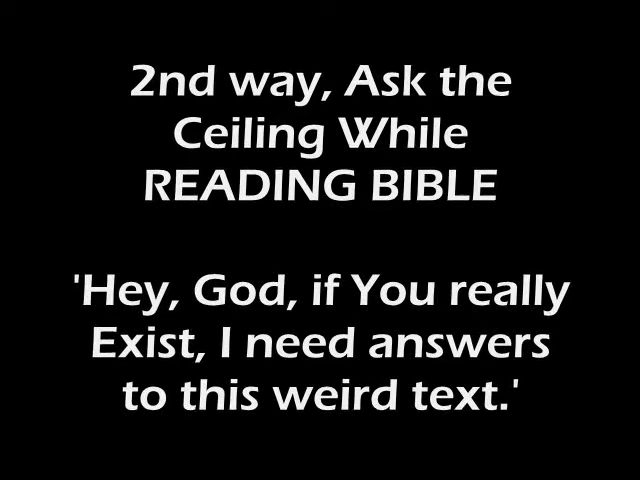 2nd way, Ask the
Ceiling While
READING BIBLE
'Hey, God, if You really
Exist, I need answers
to this weird text.'